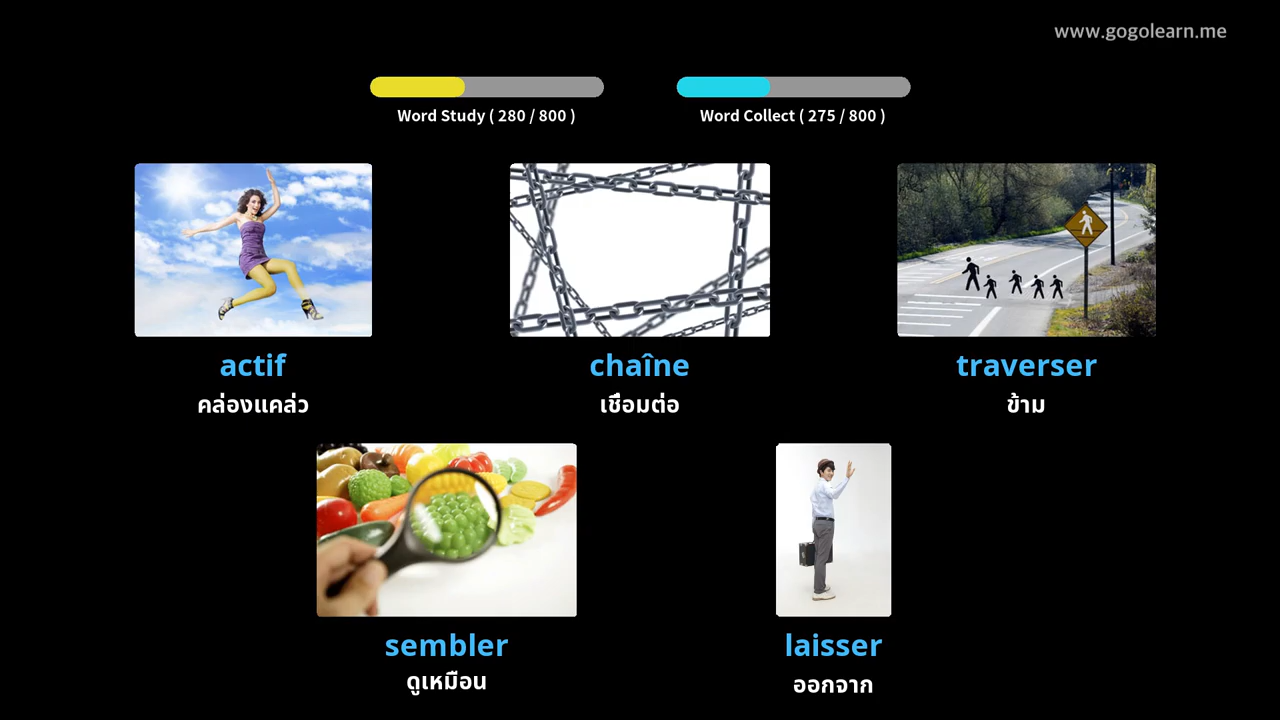 www.gogolearn.me
Word Study ( 280 / 800 )
Word Collect ( 275 / 800 )
actif
คล่องแคล่ว
chaîne
เชื่อมต่อ
traverser
ข้าม
sembler
ดูเหมือน
laisser
ออกจาก